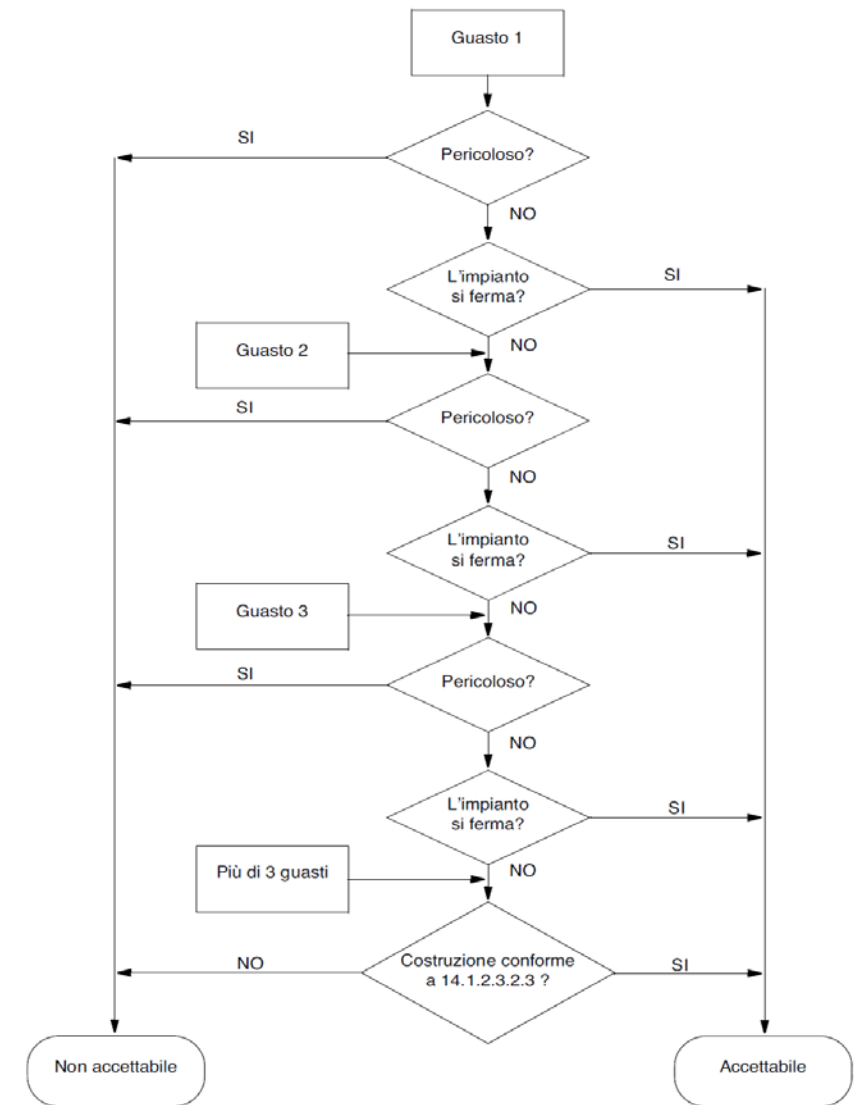 Guasto 1
SI
Pericoloso?
NO
L'impianto
si ferma?
SI
Guasto 2
NO
SI
Pericoloso?
NO
L'impianto
si ferma?
SI
Guasto 3
NO
SI
Pericoloso?
NO
L'impianto
si ferma?
SI
Più di 3 guasti
NO
NO
Costruzione conforme
a 14.1.2.3.2.3 ?
SI
Non accettabile
Accettabile